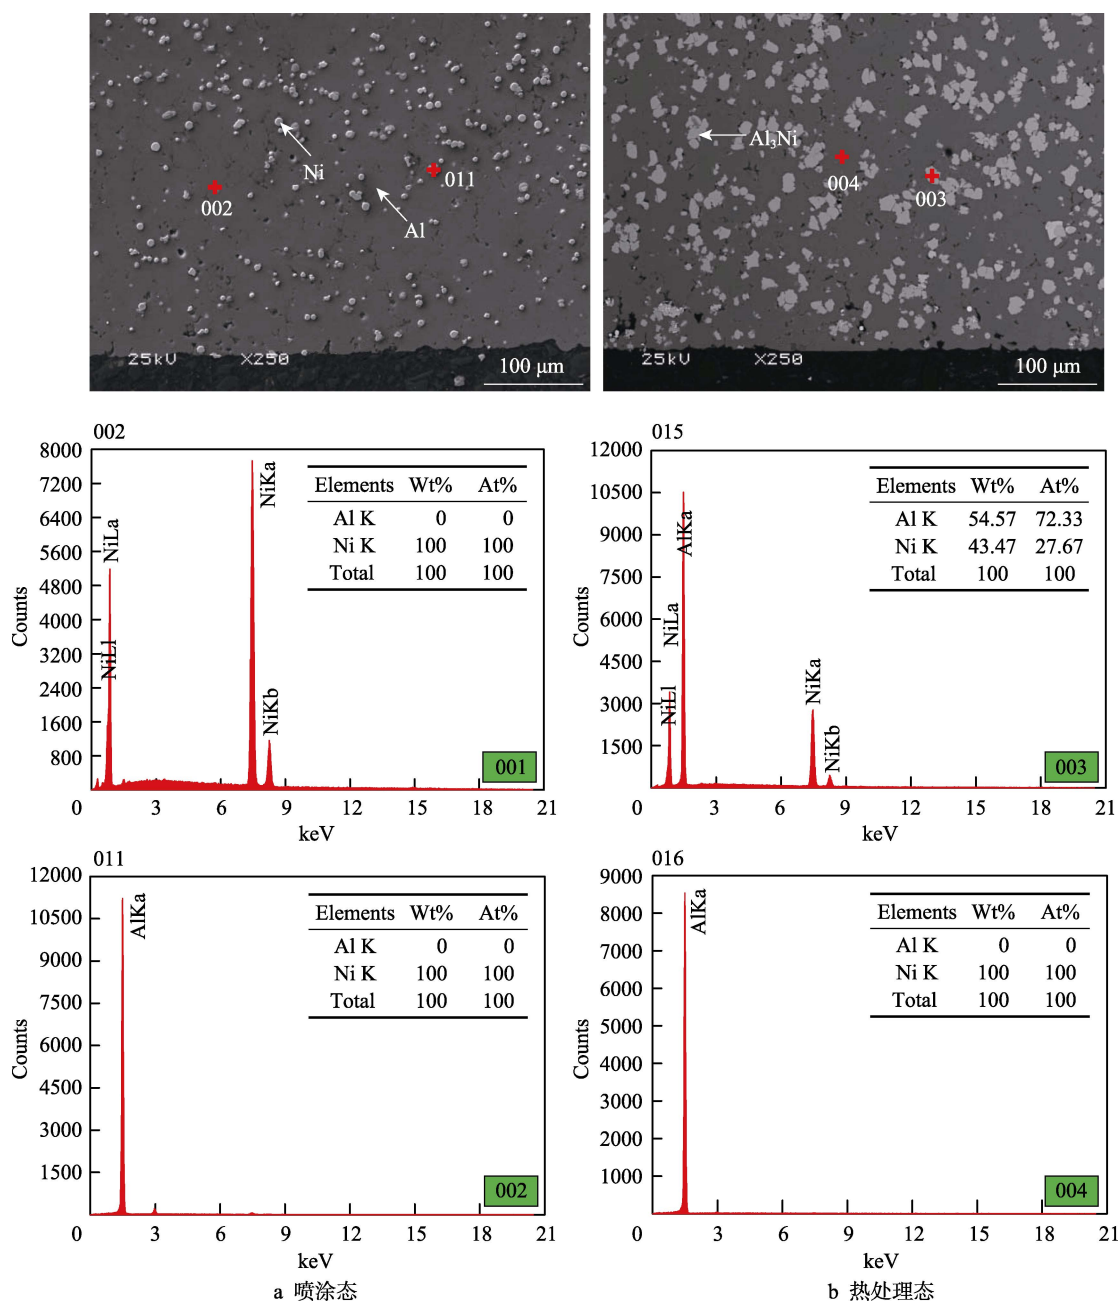 Ni
002
011
Al
25kV X250
100 μm
Al₃Ni
004
003
25kV X250
100 μm
002
8000
7200
6400
5600
4800
4000
3200
2400
1600
800
0
3
6
9
12
15
18
21
Counts
keV
NiLl
NiLa
NiKa
NiKb
Elements Wt% At%
Al K 0 0
Ni K 100 100
Total 100 100
001
015
12000
10500
9000
7500
6000
4500
3000
1500
0
3
6
9
12
15
18
21
Counts
keV
NiLl
NiLa
AlKa
NiKa
NiKb
Elements Wt% At%
Al K 54.57 72.33
Ni K 43.47 27.67
Total 100 100
003
011
12000
10500
9000
7500
6000
4500
3000
1500
0
3
6
9
12
15
18
21
Counts
keV
AlKa
Elements Wt% At%
Al K 0 0
Ni K 100 100
Total 100 100
002
016
9000
8000
7000
6000
5000
4000
3000
2000
1000
0
3
6
9
12
15
18
21
Counts
keV
AlKa
Elements Wt% At%
Al K 0 0
Ni K 100 100
Total 100 100
004
a 喷涂态
b 热处理态